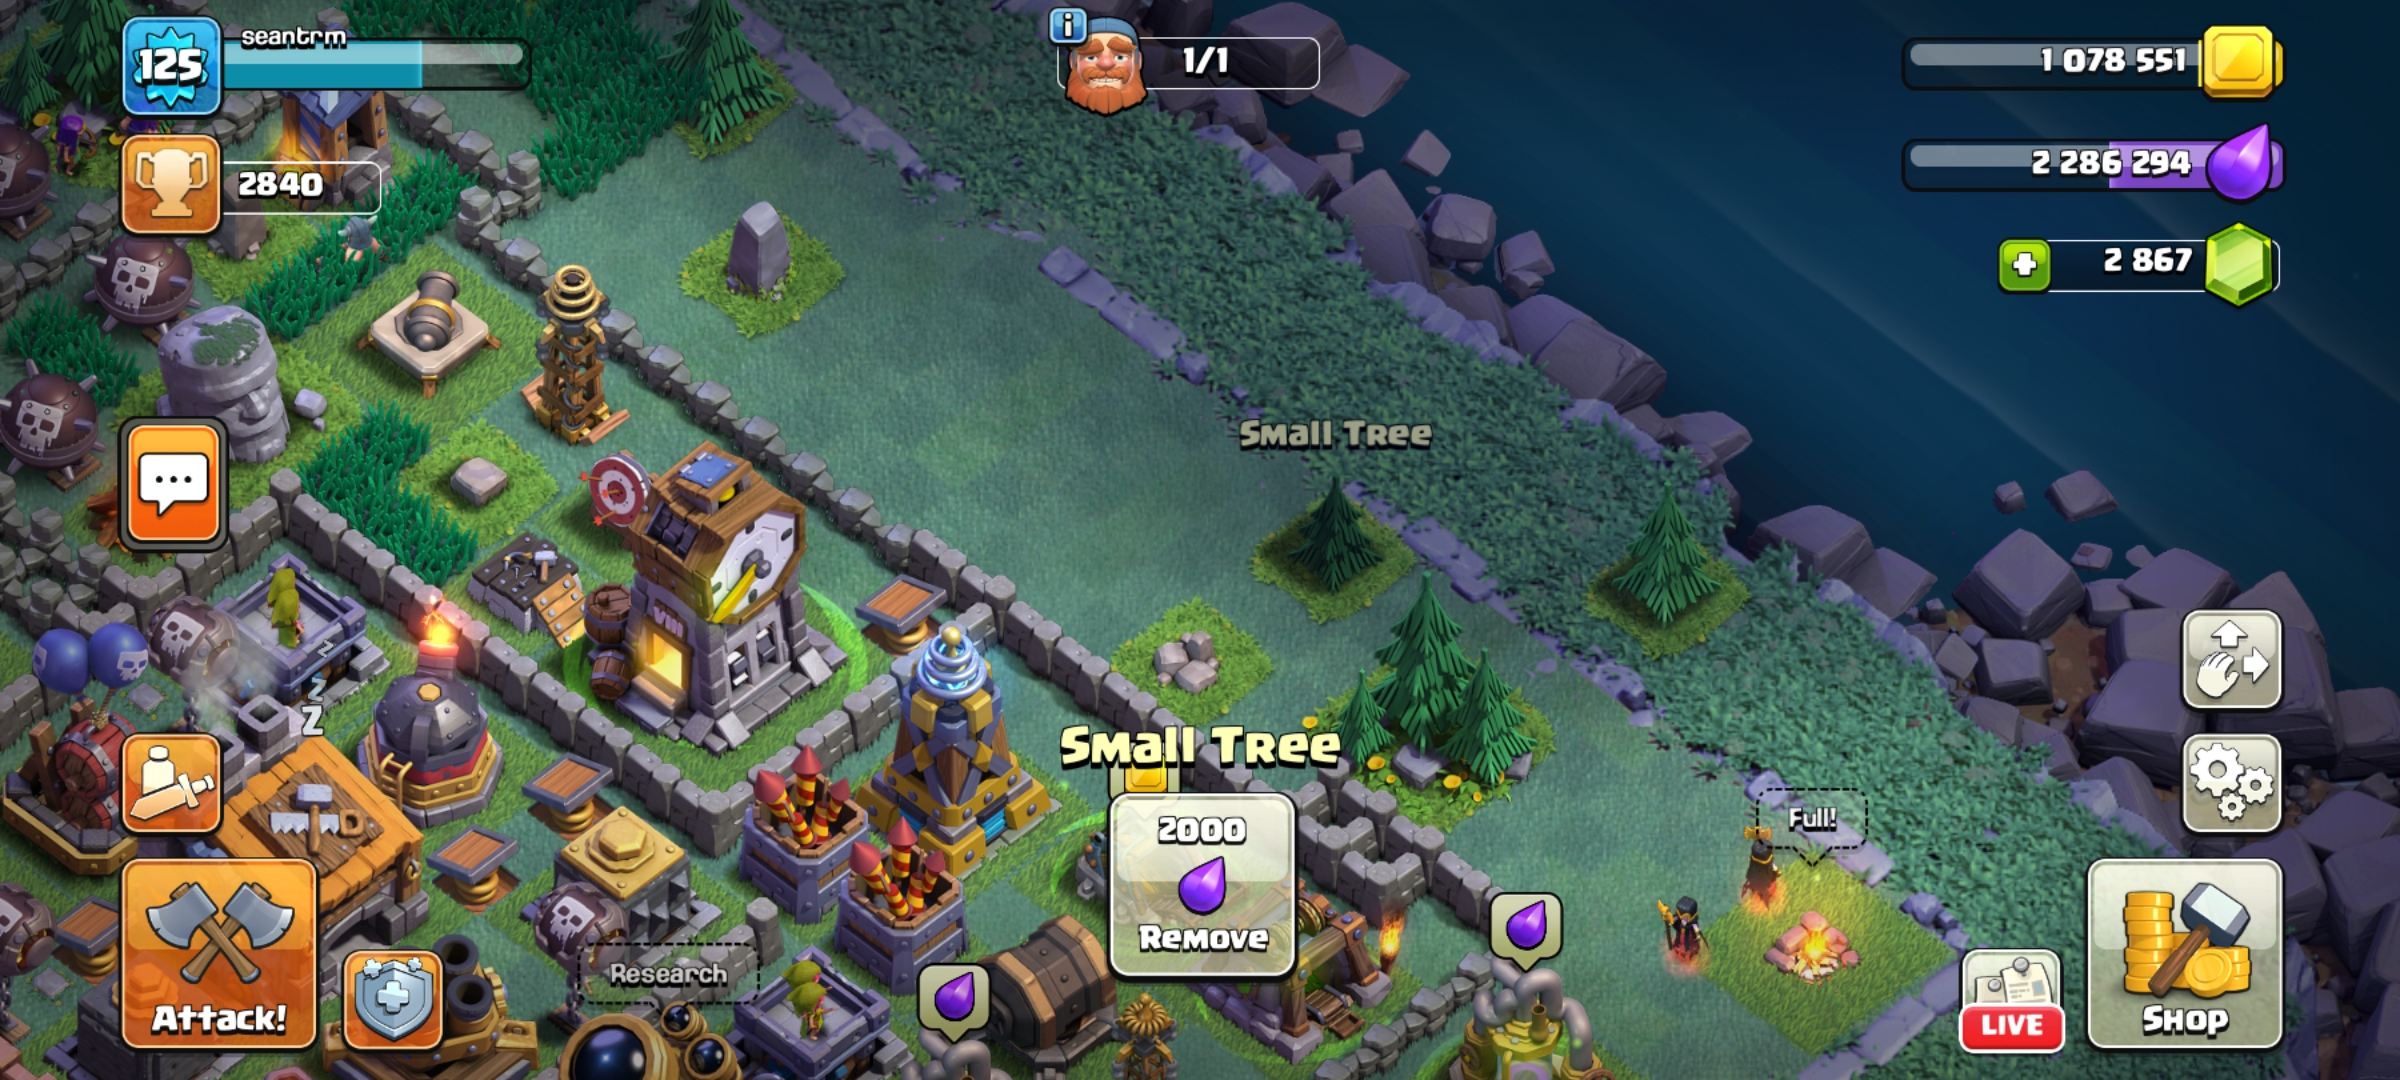 125
seantrm
1/1
1 078 551
2840
2 286 294
2 867
Small Tree
VIII
z
z
z
Small Tree
2000
Remove
Full!
Research
Attack!
LIVE
Shop